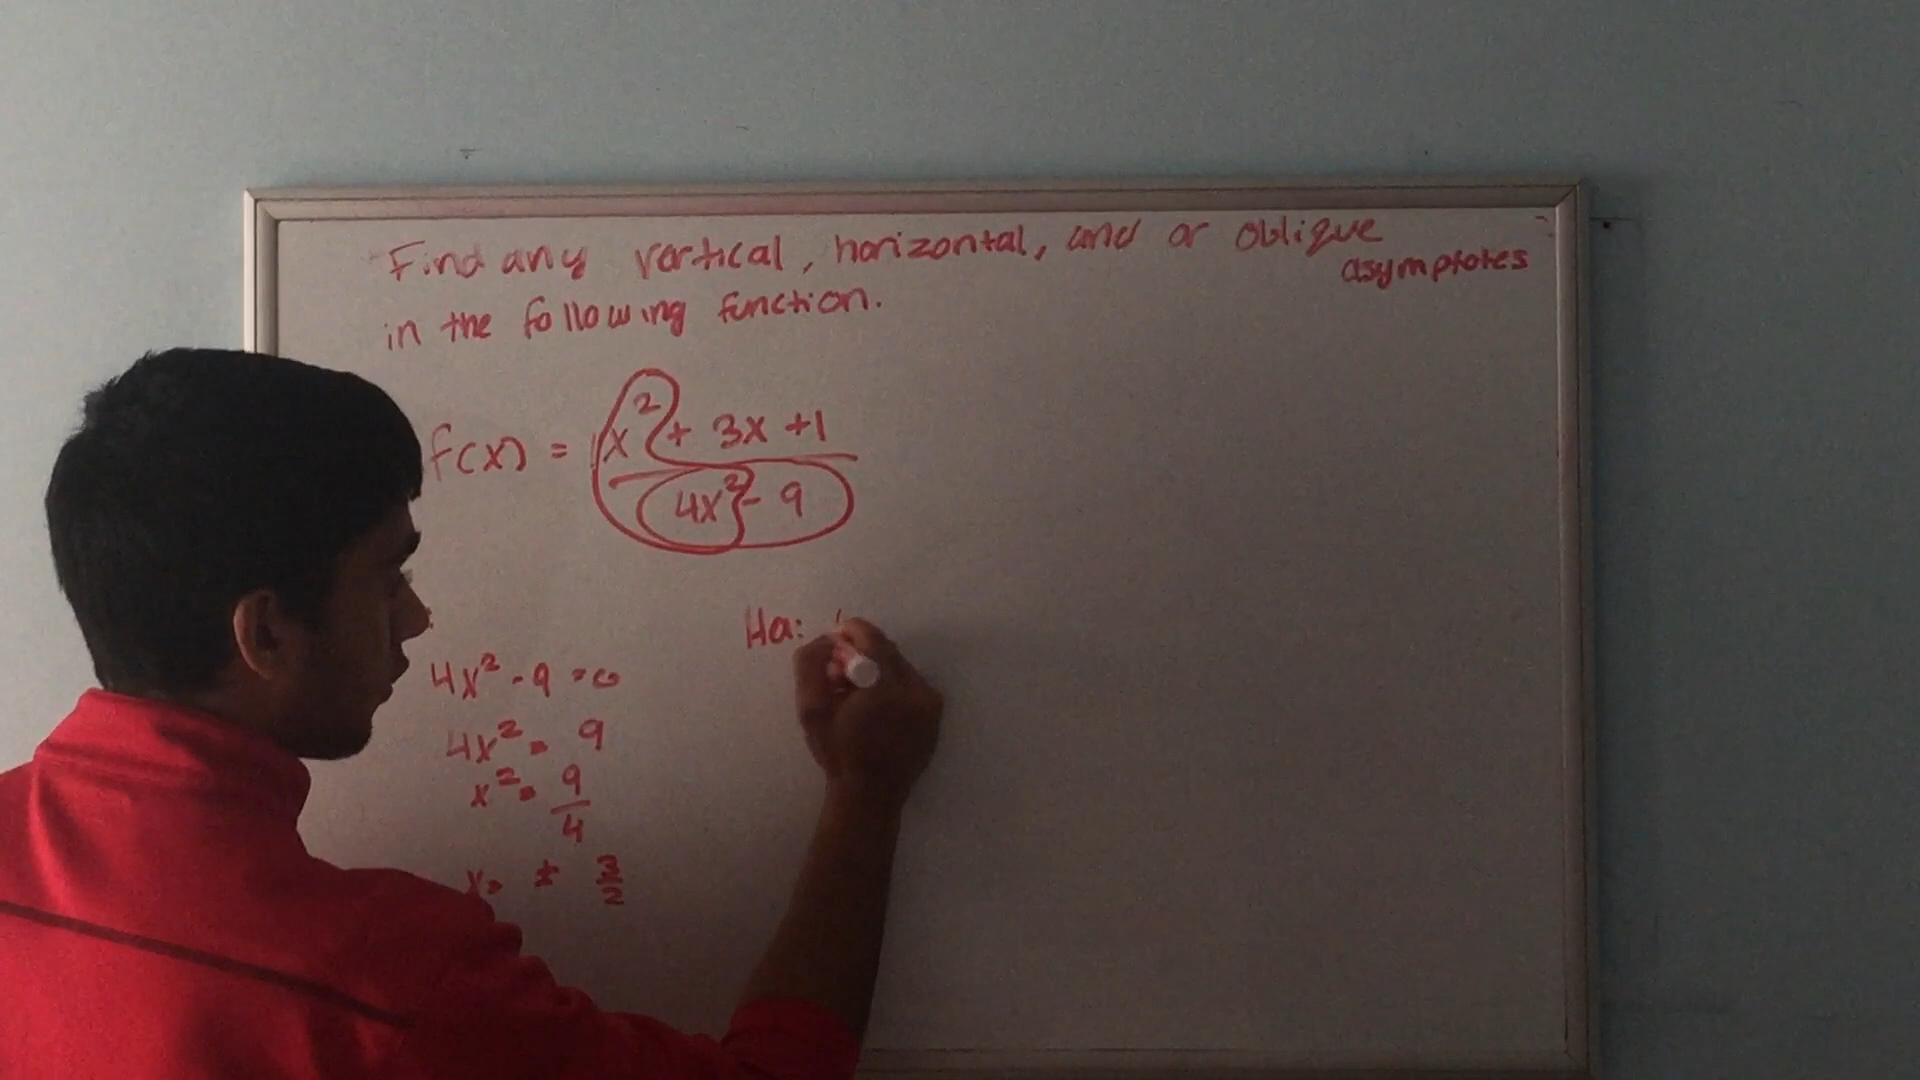 Find any vertical, horizontal, and or oblique
asymptotes
in the following function.
f(x) = x² + 3x + 1
4x² - 9
Ha:
4x² - 9 = 0
4x² = 9
x² = 9/4
x = ± 3/2